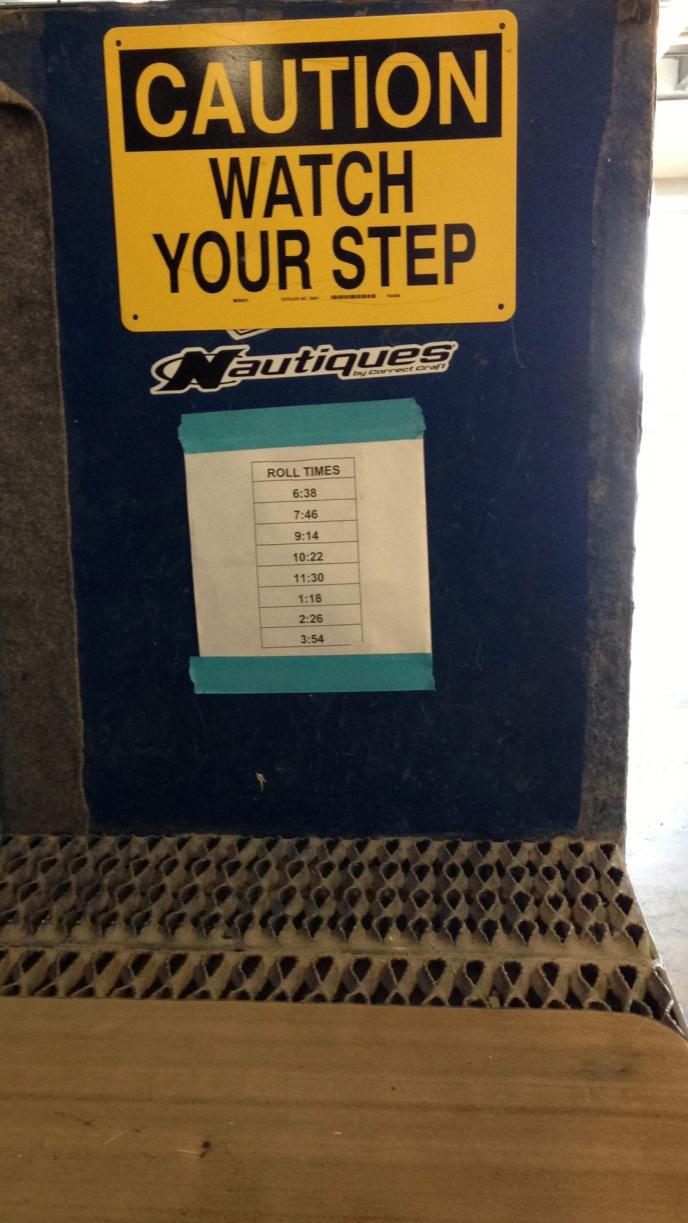 CAUTION
WATCH
YOUR STEP
Nautiques
by Correct Craft
ROLL TIMES
6:38
7:46
9:14
10:22
11:30
1:18
2:26
3:54